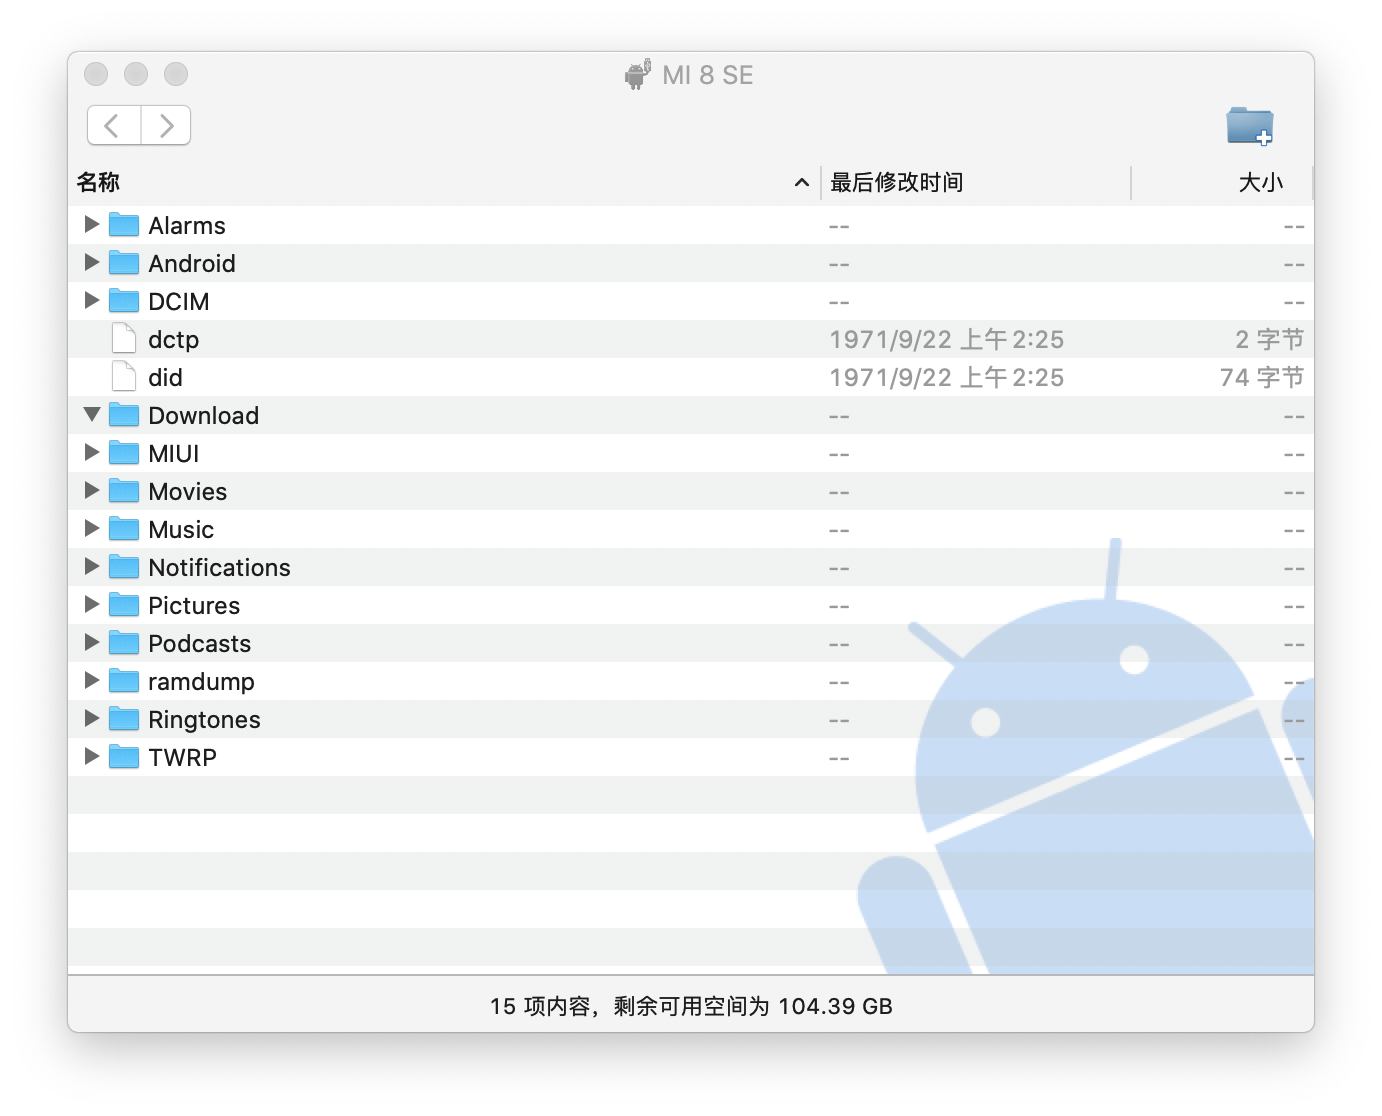 MI 8 SE
名称 最后修改时间 大小
Alarms -- --
Android -- --
DCIM -- --
dctp 1971/9/22 上午2:25 2 字节
did 1971/9/22 上午2:25 74 字节
Download -- --
MIUI -- --
Movies -- --
Music -- --
Notifications -- --
Pictures -- --
Podcasts -- --
ramdump -- --
Ringtones -- --
TWRP -- --
15 项内容，剩余可用空间为 104.39 GB